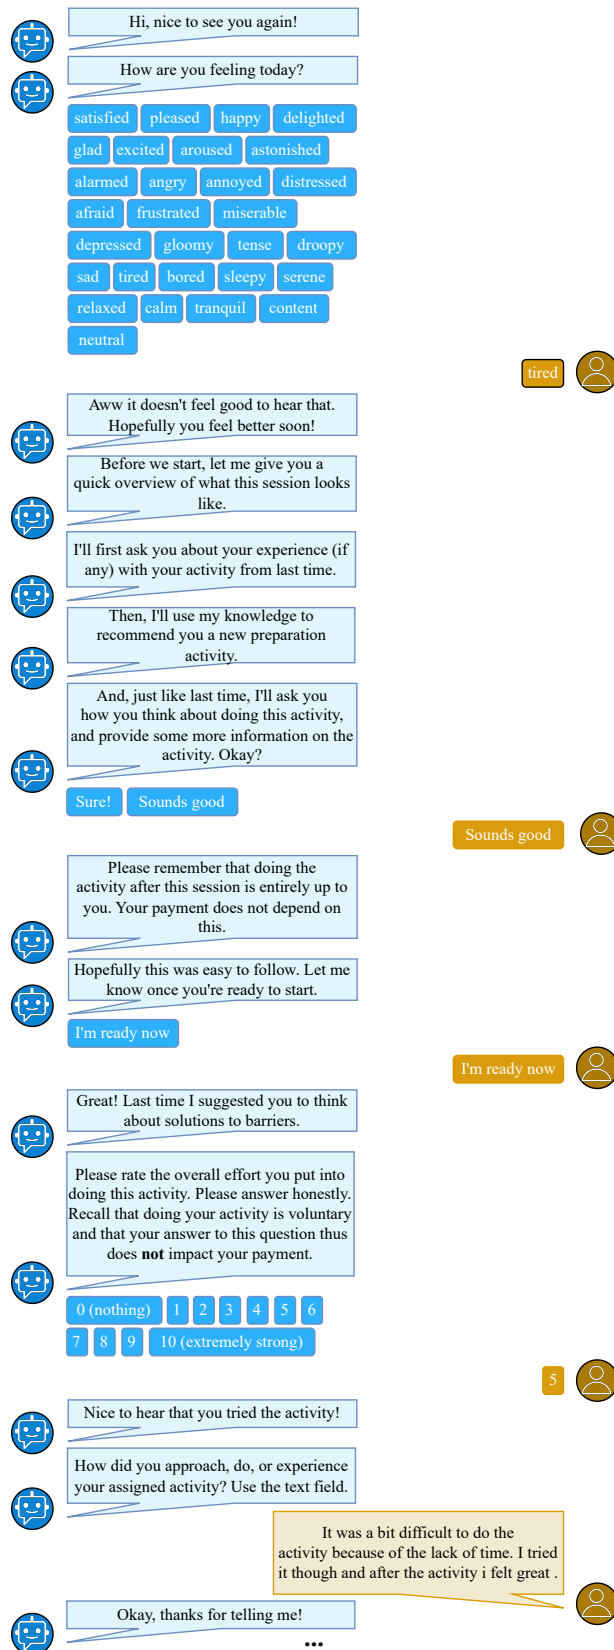 Hi, nice to see you again!
How are you feeling today?
satisfied pleased happy delighted
glad excited aroused astonished
alarmed angry annoyed distressed
afraid frustrated miserable
depressed gloomy tense droopy
sad tired bored sleepy serene
relaxed calm tranquil content
neutral
tired
Aww it doesn't feel good to hear that.
Hopefully you feel better soon!
Before we start, let me give you a
quick overview of what this session looks
like.
I'll first ask you about your experience (if
any) with your activity from last time.
Then, I'll use my knowledge to
recommend you a new preparation
activity.
And, just like last time, I'll ask you
how you think about doing this activity,
and provide some more information on the
activity. Okay?
Sure! Sounds good
Sounds good
Please remember that doing the
activity after this session is entirely up to
you. Your payment does not depend on
this.
Hopefully this was easy to follow. Let me
know once you're ready to start.
I'm ready now
I'm ready now
Great! Last time I suggested you to think
about solutions to barriers.
Please rate the overall effort you put into
doing this activity. Please answer honestly.
Recall that doing your activity is voluntary
and that your answer to this question thus
does not impact your payment.
0 (nothing) 1 2 3 4 5 6
7 8 9 10 (extremely strong)
5
Nice to hear that you tried the activity!
How did you approach, do, or experience
your assigned activity? Use the text field.
It was a bit difficult to do the
activity because of the lack of time. I tried
it though and after the activity i felt great .
Okay, thanks for telling me!
...